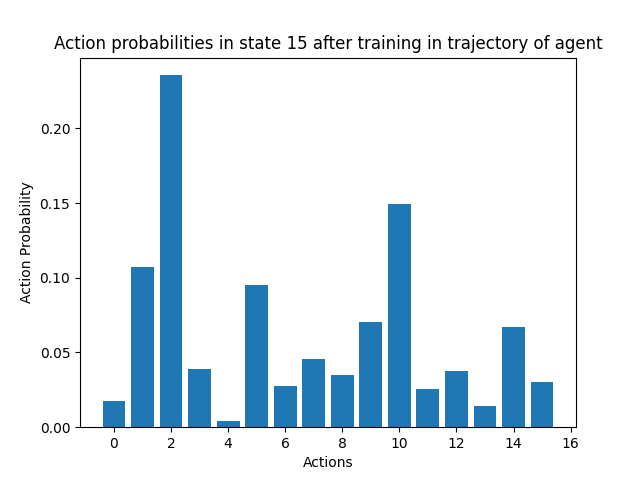 Action probabilities in state 15 after training in trajectory of agent
Action Probability
0.20
0.15
0.10
0.05
0.00
0 2 4 6 8 10 12 14 16
Actions